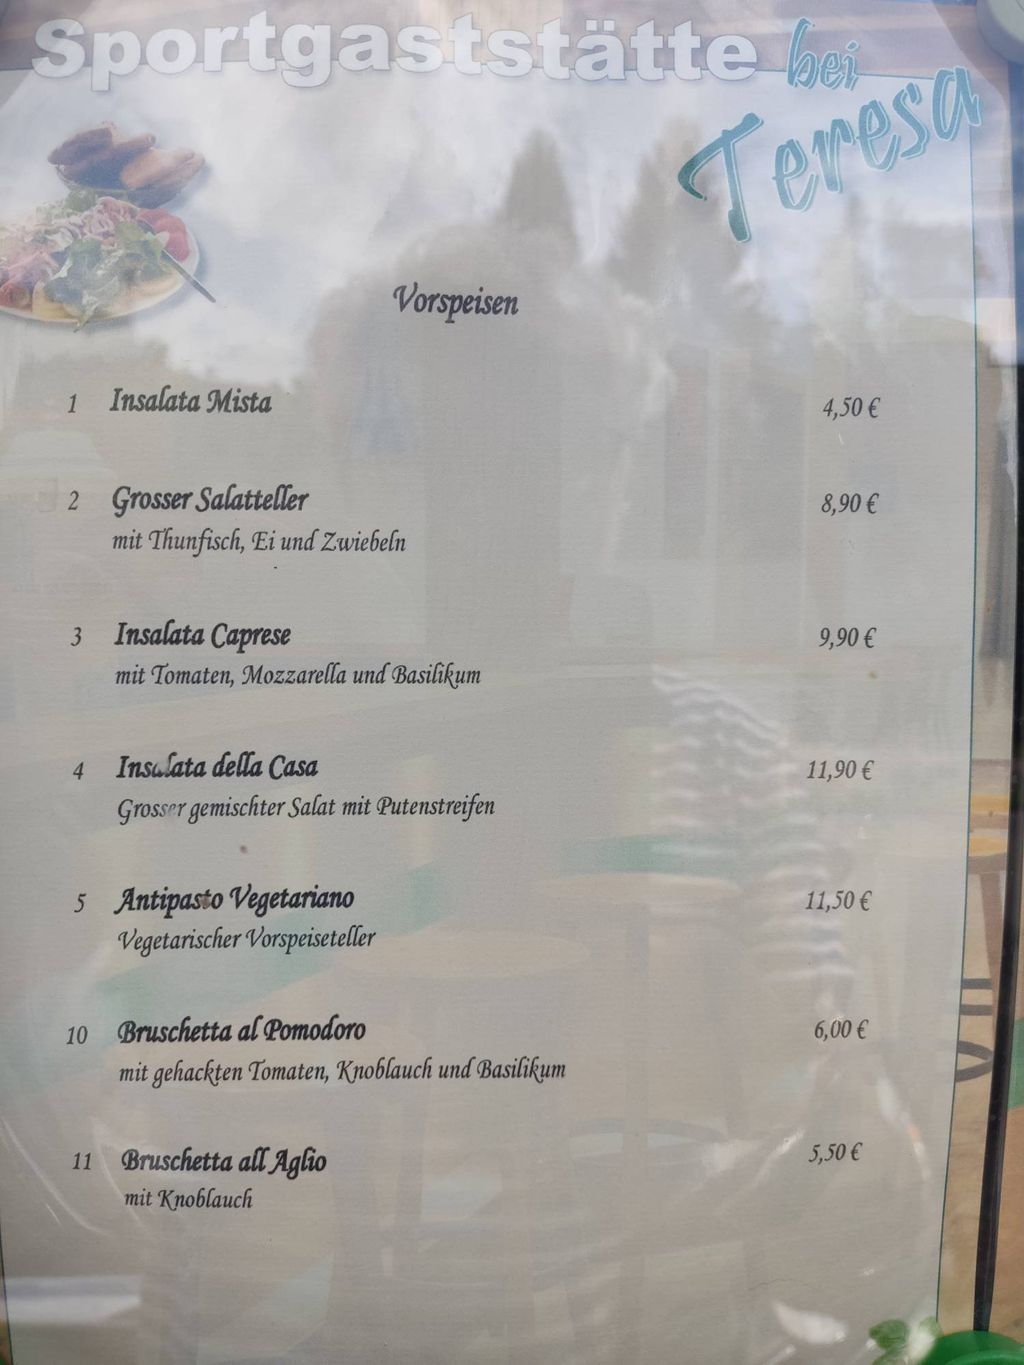 Sportgaststätte bei
Teresa
Vorspeisen
1 Insalata Mista 4,50 €
2 Grosser Salatteller 8,90 €
mit Thunfisch, Ei und Zwiebeln
3 Insalata Caprese 9,90 €
mit Tomaten, Mozzarella und Basilikum
4 Insalata della Casa 11,90 €
Grosser gemischter Salat mit Putenstreifen
5 Antipasto Vegetariano 11,50 €
Vegetarischer Vorspeiseteller
10 Bruschetta al Pomodoro 6,00 €
mit gehackten Tomaten, Knoblauch und Basilikum
11 Bruschetta all Aglio 5,50 €
mit Knoblauch